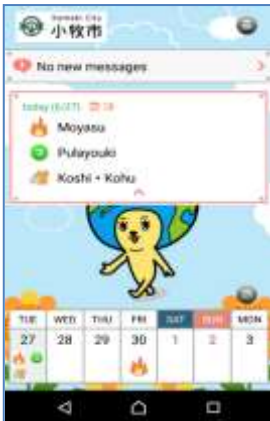 Komaki City
小牧市
No new messages
today (6/27)
Moyasu
Pulayouki
Koshi • Kohu
TUE WED THU FRI SAT SUN MON
27 28 29 30 1 2 3